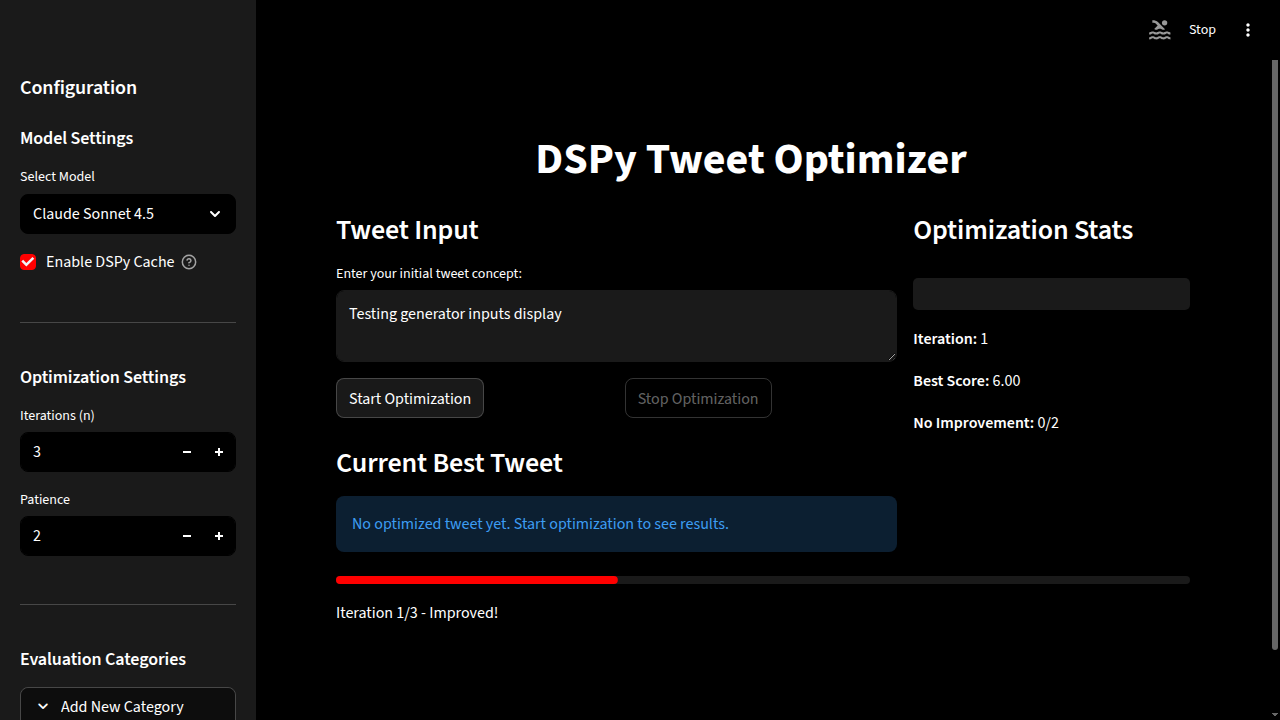 Stop
Configuration
Model Settings
Select Model
Claude Sonnet 4.5
Enable DSPy Cache
Optimization Settings
Iterations (n)
3
Patience
2
Evaluation Categories
Add New Category
DSPy Tweet Optimizer
Tweet Input
Enter your initial tweet concept:
Testing generator inputs display
Start Optimization
Stop Optimization
Current Best Tweet
No optimized tweet yet. Start optimization to see results.
Iteration 1/3 - Improved!
Optimization Stats
Iteration: 1
Best Score: 6.00
No Improvement: 0/2